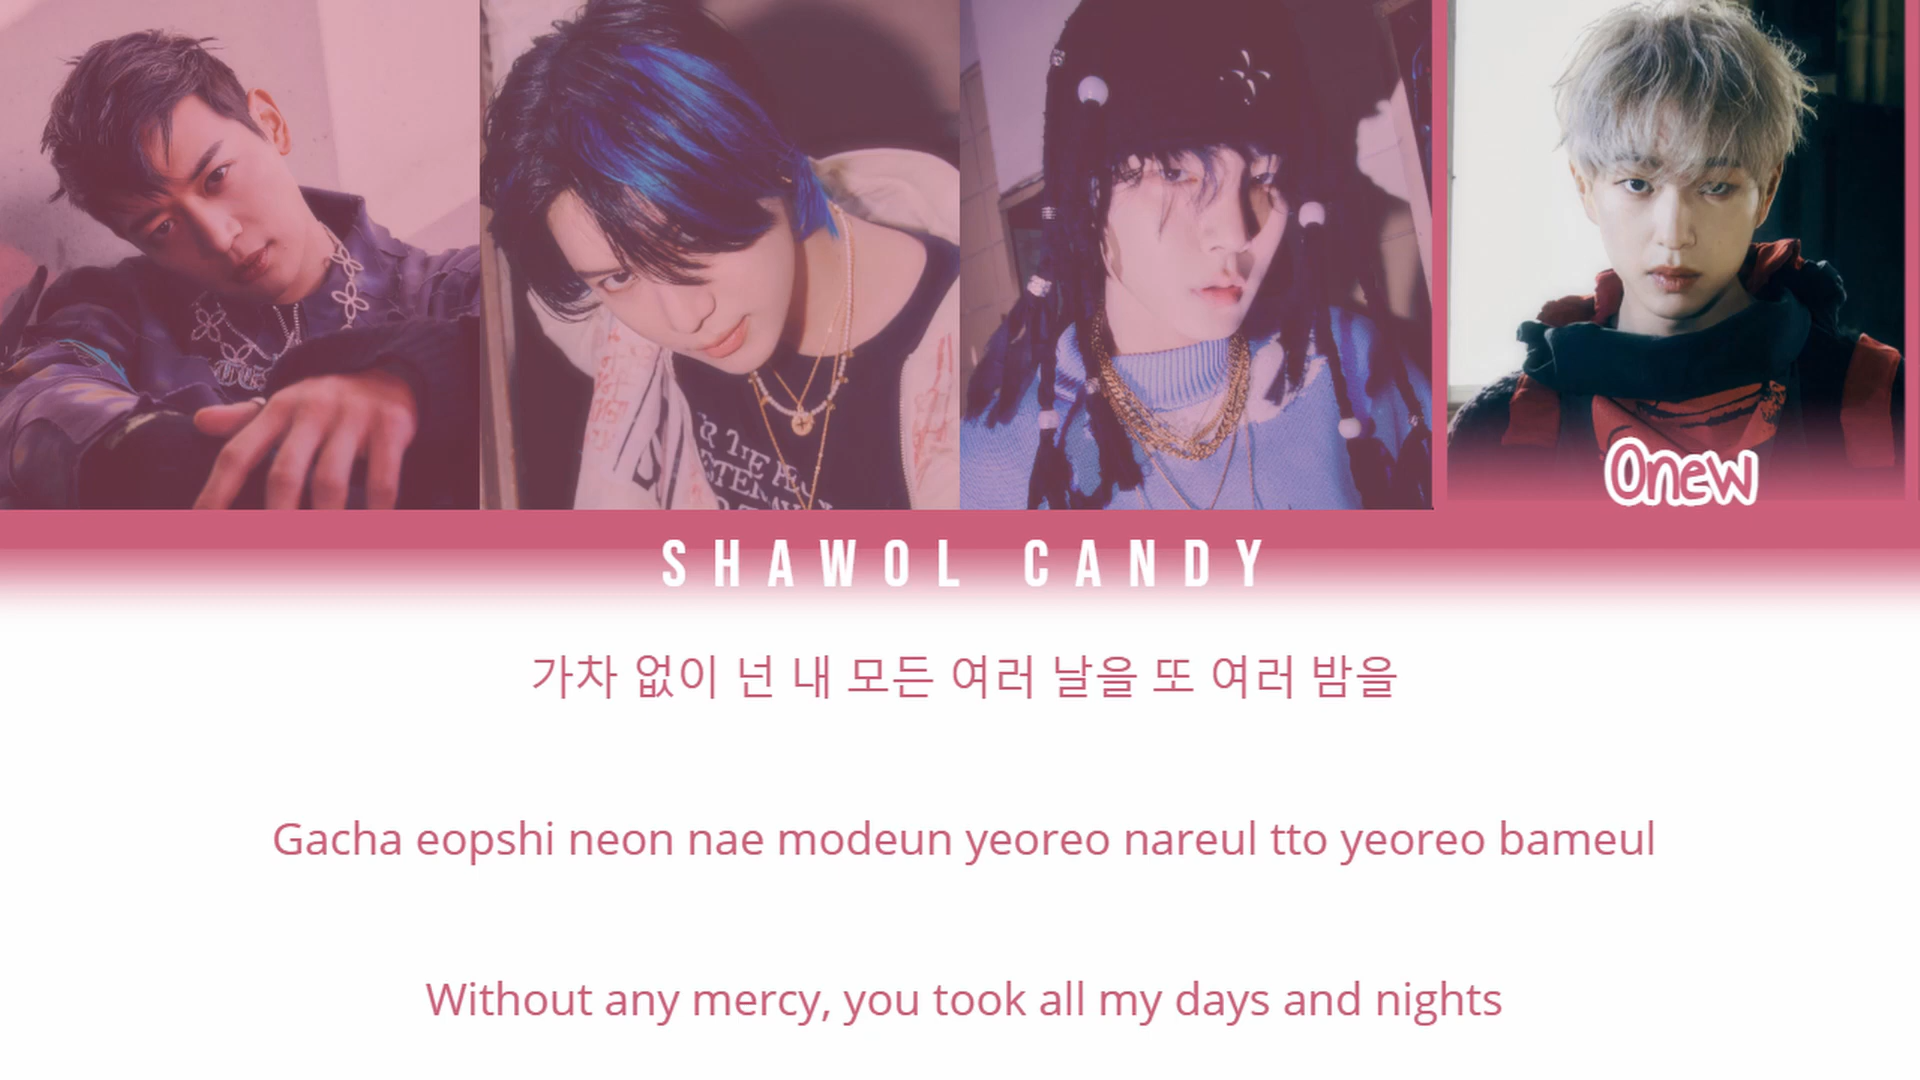 Onew
SHAWOL CANDY
가차 없이 넌 내 모든 여러 날을 또 여러 밤을
Gacha eopshi neon nae modeun yeoreo nareul tto yeoreo bameul
Without any mercy, you took all my days and nights